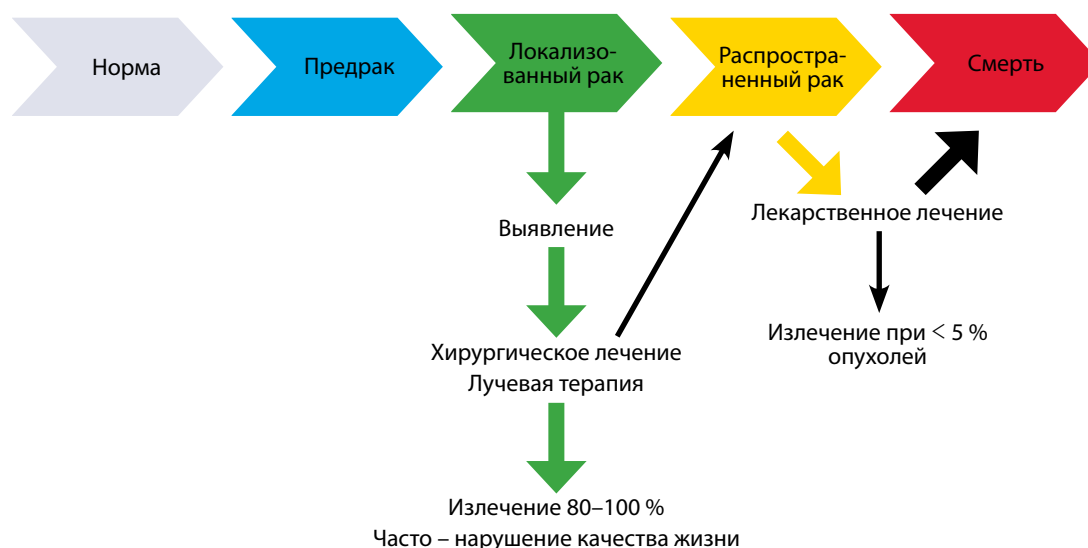 Норма
Предрак
Локализо-
ванный рак
Распростра-
ненный рак
Смерть
Выявление
Лекарственное лечение
Хирургическое лечение
Лучевая терапия
Излечение при < 5 %
опухолей
Излечение 80–100 %
Часто – нарушение качества жизни